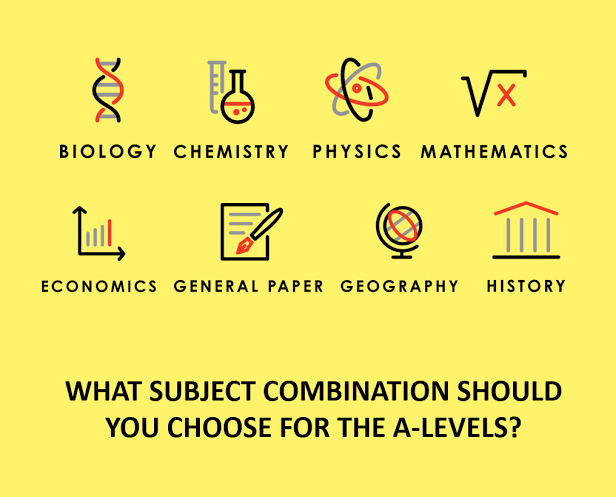 BIOLOGY CHEMISTRY PHYSICS MATHEMATICS
ECONOMICS GENERAL PAPER GEOGRAPHY HISTORY
WHAT SUBJECT COMBINATION SHOULD
YOU CHOOSE FOR THE A-LEVELS?